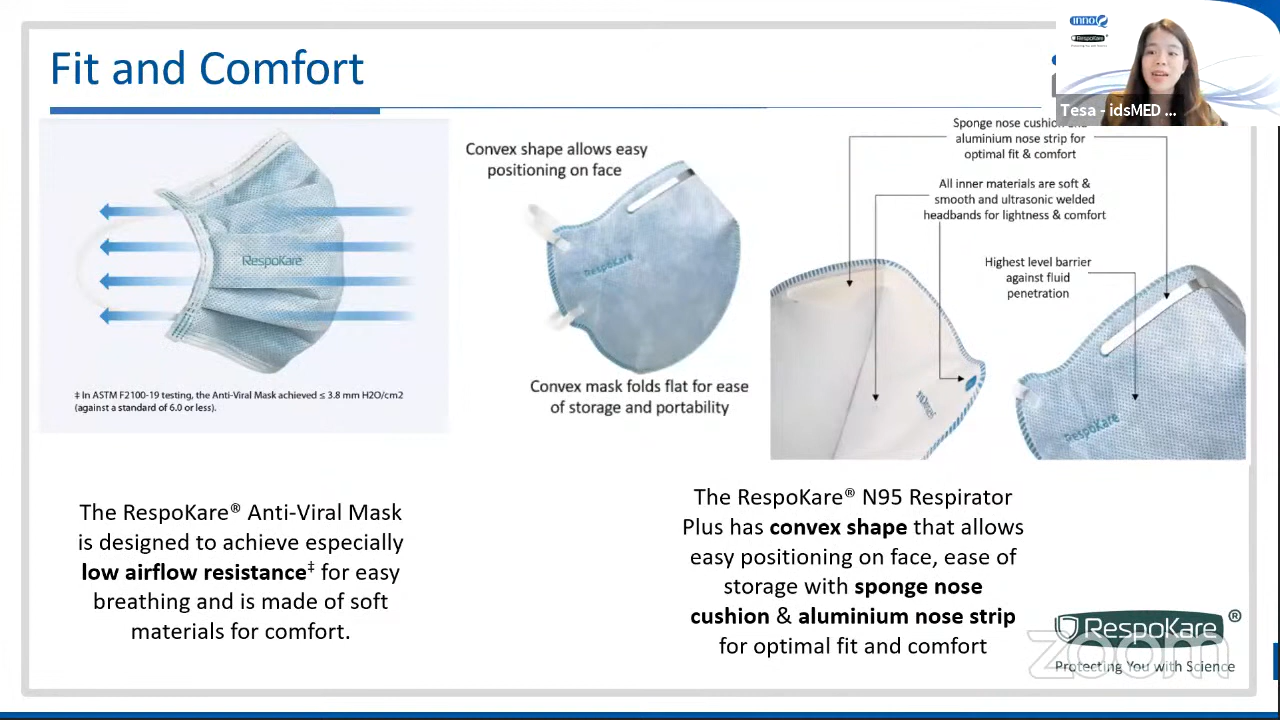 Fit and Comfort
InnoQ
RespoKare®
Tesa - idsMED ...
RespoKare
‡ In ASTM F2100-19 testing, the Anti-Viral Mask achieved ≤ 3.8 mm H2O/cm2
(against a standard of 6.0 or less).
Convex shape allows easy
positioning on face
RespoKare
Convex mask folds flat for ease
of storage and portability
Sponge nose cushion and
aluminium nose strip for
optimal fit & comfort
All inner materials are soft &
smooth and ultrasonic welded
headbands for lightness & comfort
Highest level barrier
against fluid
penetration
RespoKare
The RespoKare® Anti-Viral Mask
is designed to achieve especially
low airflow resistance‡ for easy
breathing and is made of soft
materials for comfort.
The RespoKare® N95 Respirator
Plus has convex shape that allows
easy positioning on face, ease of
storage with sponge nose
cushion & aluminium nose strip
for optimal fit and comfort
RespoKare®
zoom
Protecting You with Science